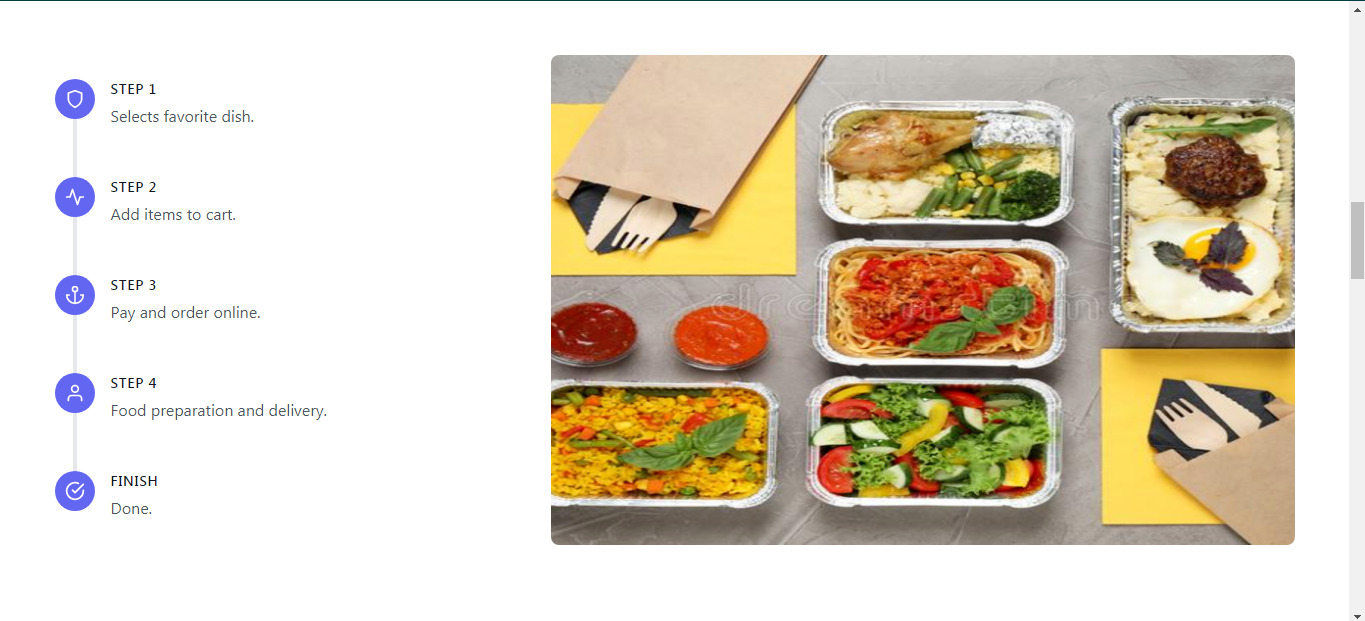 STEP 1
Selects favorite dish.
STEP 2
Add items to cart.
STEP 3
Pay and order online.
STEP 4
Food preparation and delivery.
FINISH
Done.
dreamstime